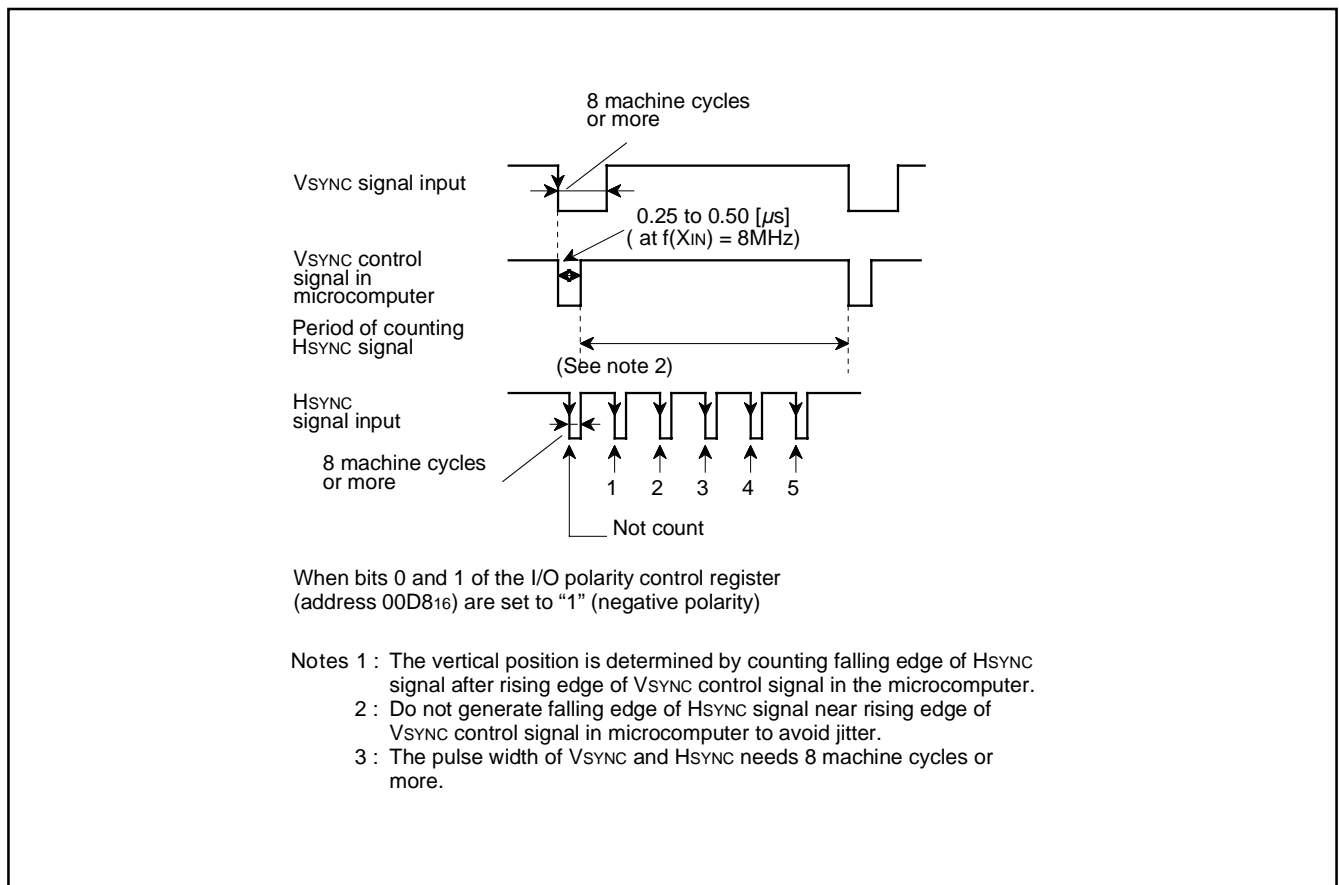 8 machine cycles
or more
VSYNC signal input
0.25 to 0.50 [µs]
( at f(XIN) = 8MHz)
VSYNC control
signal in
microcomputer
Period of counting
HSYNC signal
(See note 2)
HSYNC
signal input
8 machine cycles
or more
1 2 3 4 5
Not count
When bits 0 and 1 of the I/O polarity control register
(address 00D816) are set to “1” (negative polarity)
Notes 1 : The vertical position is determined by counting falling edge of HSYNC
signal after rising edge of VSYNC control signal in the microcomputer.
2 : Do not generate falling edge of HSYNC signal near rising edge of
VSYNC control signal in microcomputer to avoid jitter.
3 : The pulse width of VSYNC and HSYNC needs 8 machine cycles or
more.